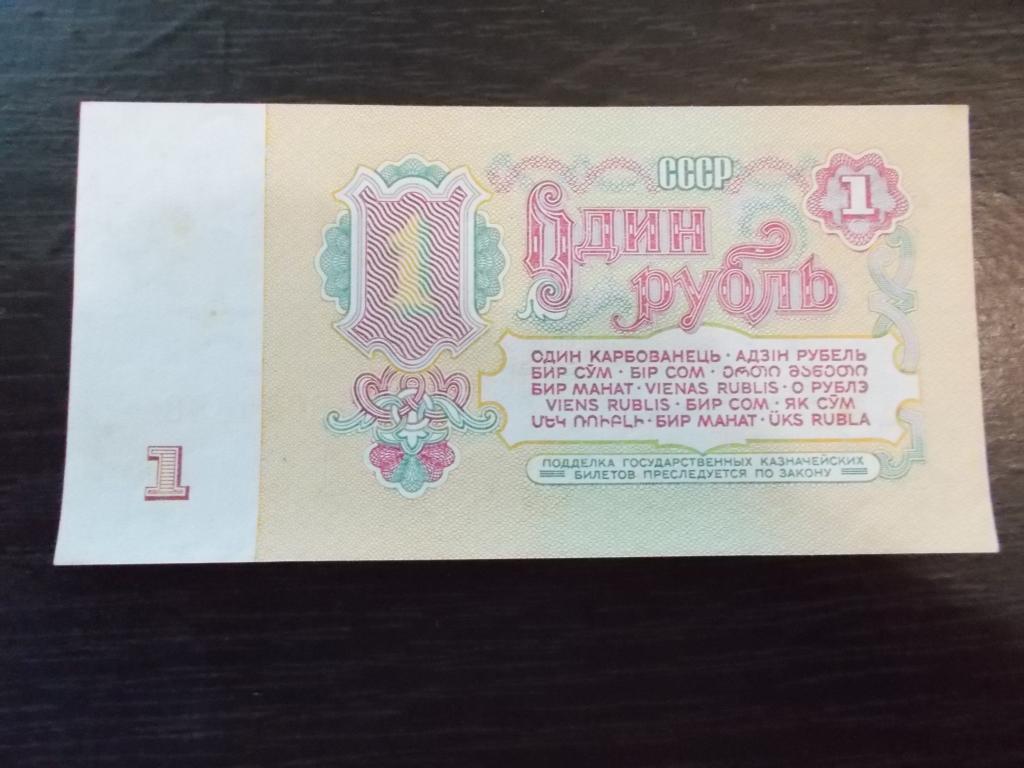 СССР
1
1
Один
рубль
ОДИН КАРБОВАНЕЦЬ · АДЗІН РУБЕЛЬ
БИР СЎМ · БІР СОМ · ᲔᲠᲗᲘ ᲛᲐᲜᲔᲗᲘ
БИР МАНАТ · VIENAS RUBLIS · О РУБЛЭ
VIENS RUBLIS · БИР СОМ · ЯК СӮМ
ՄԵԿ ՌՈՒԲԼԻ · БИР МАНАТ · ÜKS RUBLA
ПОДДЕЛКА ГОСУДАРСТВЕННЫХ КАЗНАЧЕЙСКИХ
БИЛЕТОВ ПРЕСЛЕДУЕТСЯ ПО ЗАКОНУ
1